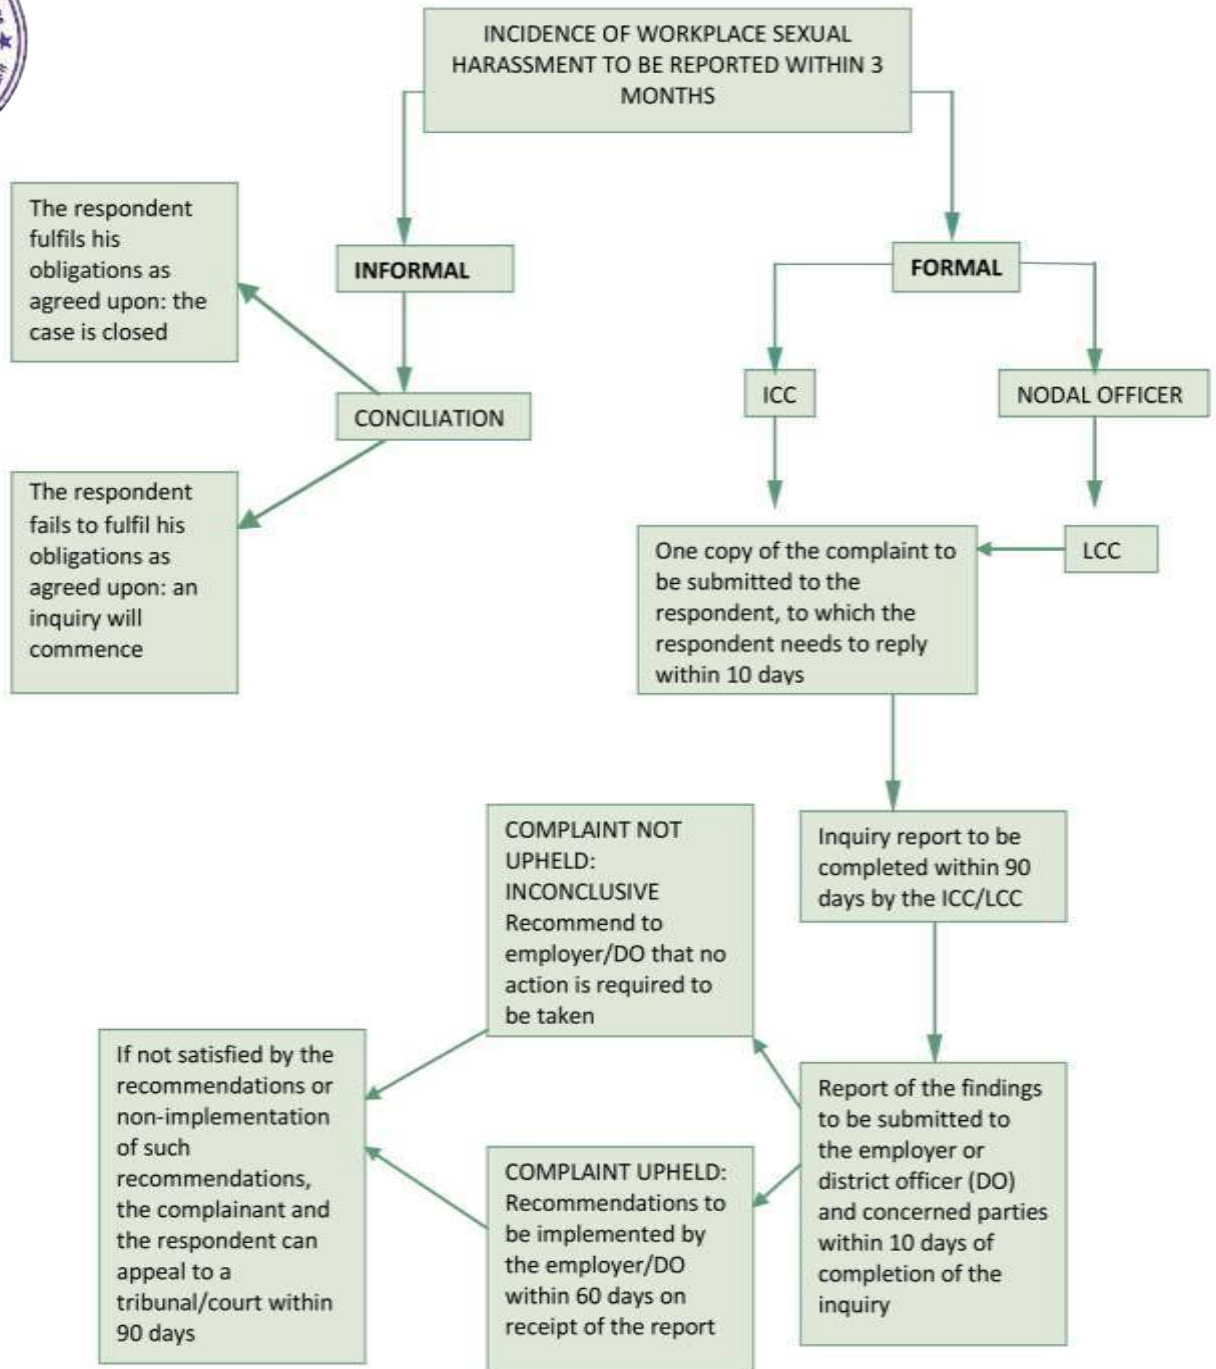 INCIDENCE OF WORKPLACE SEXUAL
HARASSMENT TO BE REPORTED WITHIN 3
MONTHS
The respondent
fulfils his
obligations as
agreed upon: the
case is closed
INFORMAL
FORMAL
ICC
NODAL OFFICER
CONCILIATION
The respondent
fails to fulfil his
obligations as
agreed upon: an
inquiry will
commence
One copy of the complaint to
be submitted to the
respondent, to which the
respondent needs to reply
within 10 days
LCC
COMPLAINT NOT
UPHELD:
INCONCLUSIVE
Recommend to
employer/DO that no
action is required to
be taken
Inquiry report to be
completed within 90
days by the ICC/LCC
If not satisfied by the
recommendations or
non-implementation
of such
recommendations,
the complainant and
the respondent can
appeal to a
tribunal/court within
90 days
COMPLAINT UPHELD:
Recommendations to
be implemented by
the employer/DO
within 60 days on
receipt of the report
Report of the findings
to be submitted to
the employer or
district officer (DO)
and concerned parties
within 10 days of
completion of the
inquiry